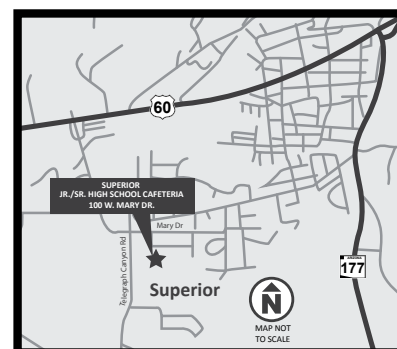 60
SUPERIOR
JR./SR. HIGH SCHOOL CAFETERIA
100 W. MARY DR.
Mary Dr
Telegraph Canyon Rd
ARIZONA
177
Superior
N
MAP NOT
TO SCALE